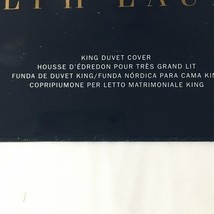 KING DUVET COVER
HOUSSE D'ÉDREDON POUR TRÈS GRAND LIT
FUNDA DE DUVET KING/FUNDA NÓRDICA PARA CAMA KIN
COPRIPIUMONE PER LETTO MATRIMONIALE KING